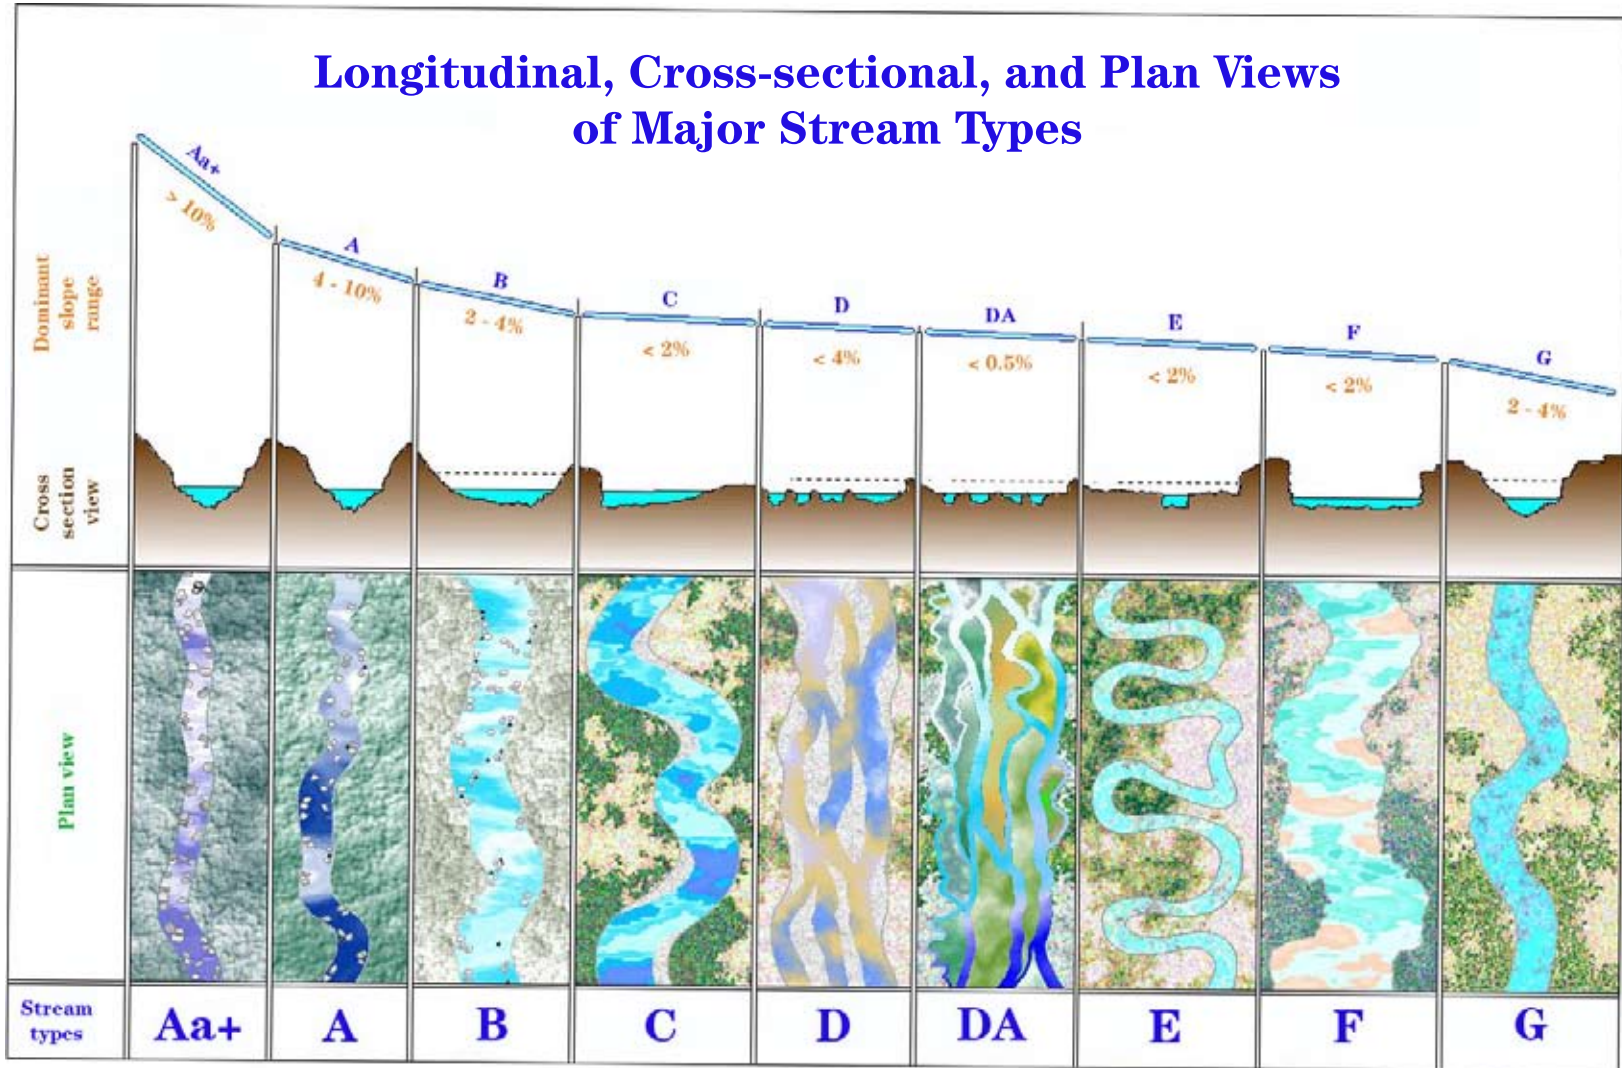 Longitudinal, Cross-sectional, and Plan Views
of Major Stream Types
Dominant
slope
range
Aa+
> 10%
A
4 - 10%
B
2 - 4%
C
< 2%
D
< 4%
DA
< 0.5%
E
< 2%
F
< 2%
G
2 - 4%
Cross
section
view
Plan view
Stream
types
Aa+
A
B
C
D
DA
E
F
G